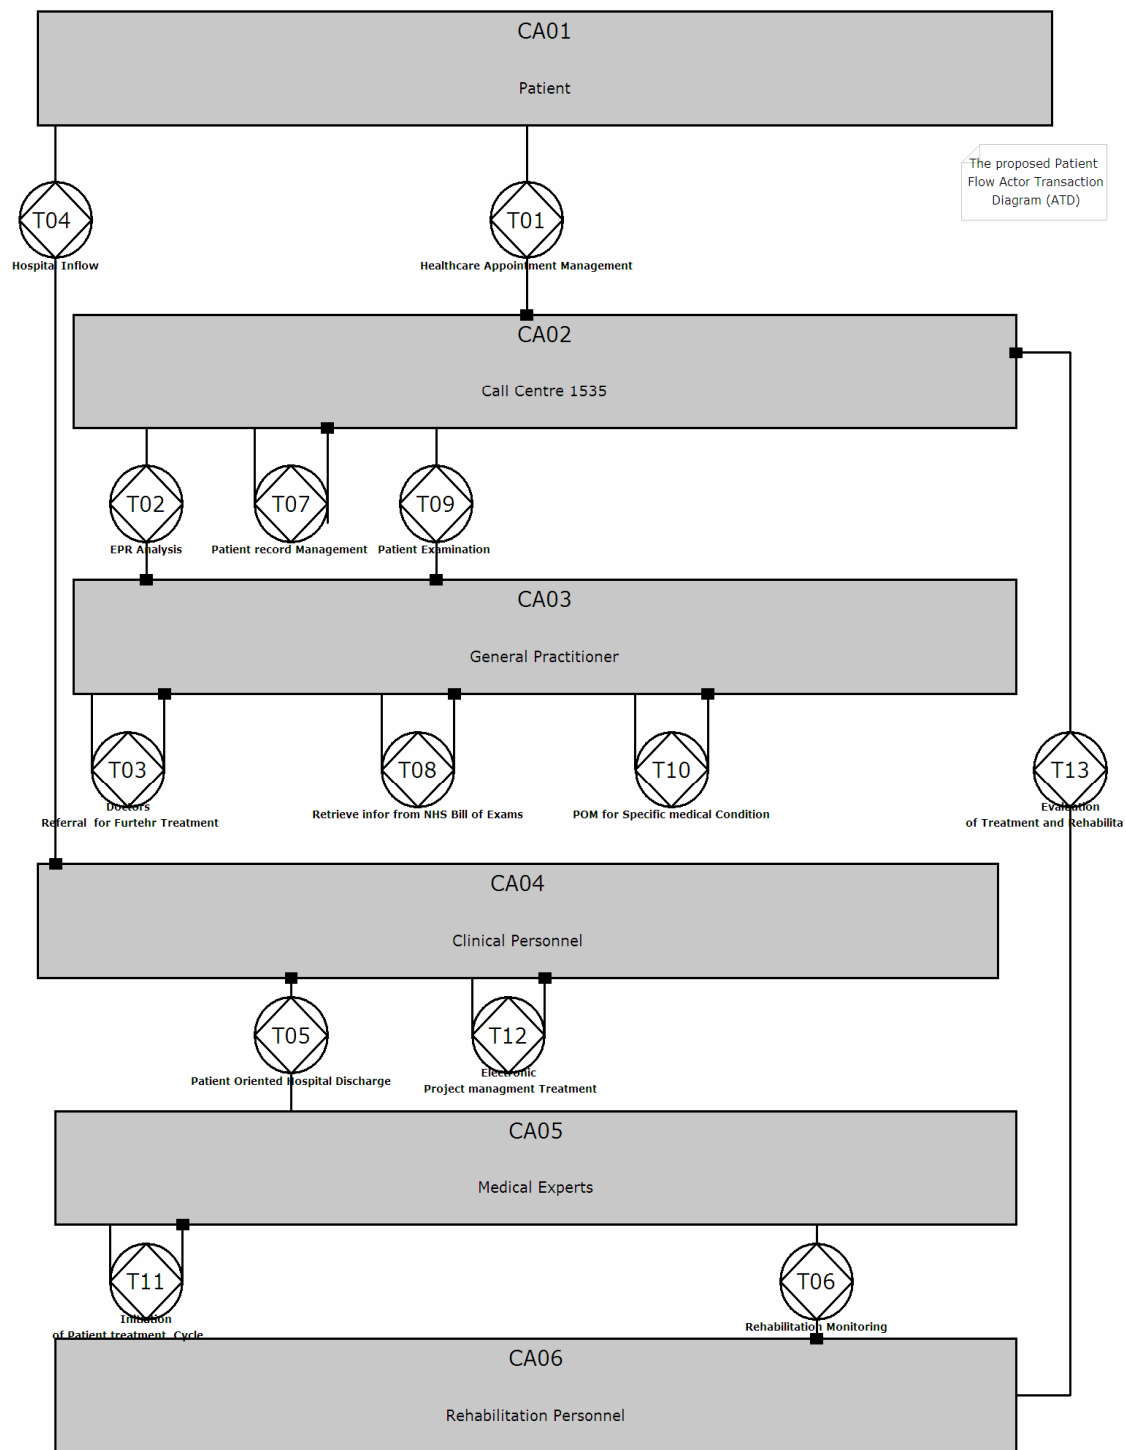 CA01
Patient
The proposed Patient
Flow Actor Transaction
Diagram (ATD)
T04
T01
Hospital Inflow
Healthcare Appointment Management
CA02
Call Centre 1535
T02
T07
T09
EPR Analysis
Patient record Management
Patient Examination
CA03
General Practitioner
T03
T08
T10
T13
Doctors
Referral for Furtehr Treatment
Retrieve infor from NHS Bill of Exams
POM for Specific medical Condition
Evaluation
of Treatment and Rehabilita
CA04
Clinical Personnel
T05
T12
Patient Oriented Hospital Discharge
Electronic
Project managment Treatment
CA05
Medical Experts
T11
T06
Initiation
of Patient treatment Cycle
Rehabilitation Monitoring
CA06
Rehabilitation Personnel